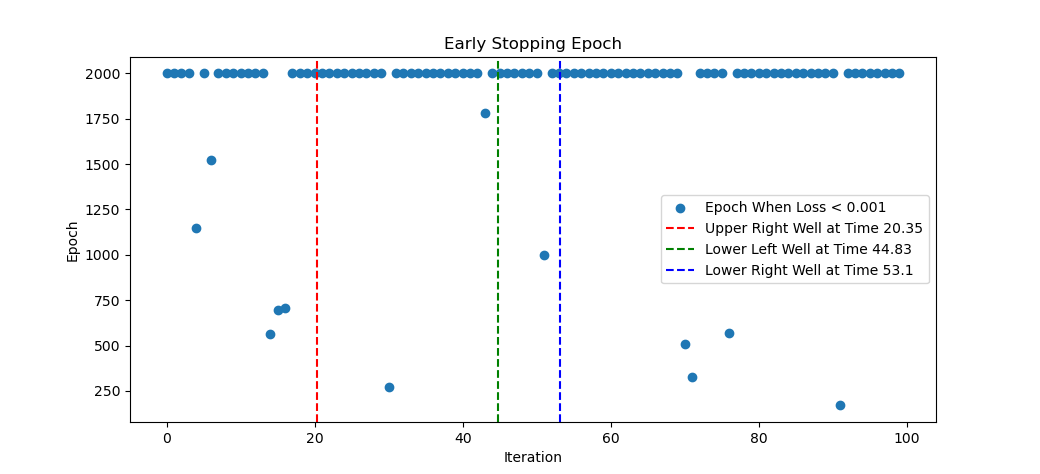 Early Stopping Epoch
Epoch
2000
1750
1500
1250
1000
750
500
250
Epoch When Loss < 0.001
Upper Right Well at Time 20.35
Lower Left Well at Time 44.83
Lower Right Well at Time 53.1
0 20 40 60 80 100
Iteration